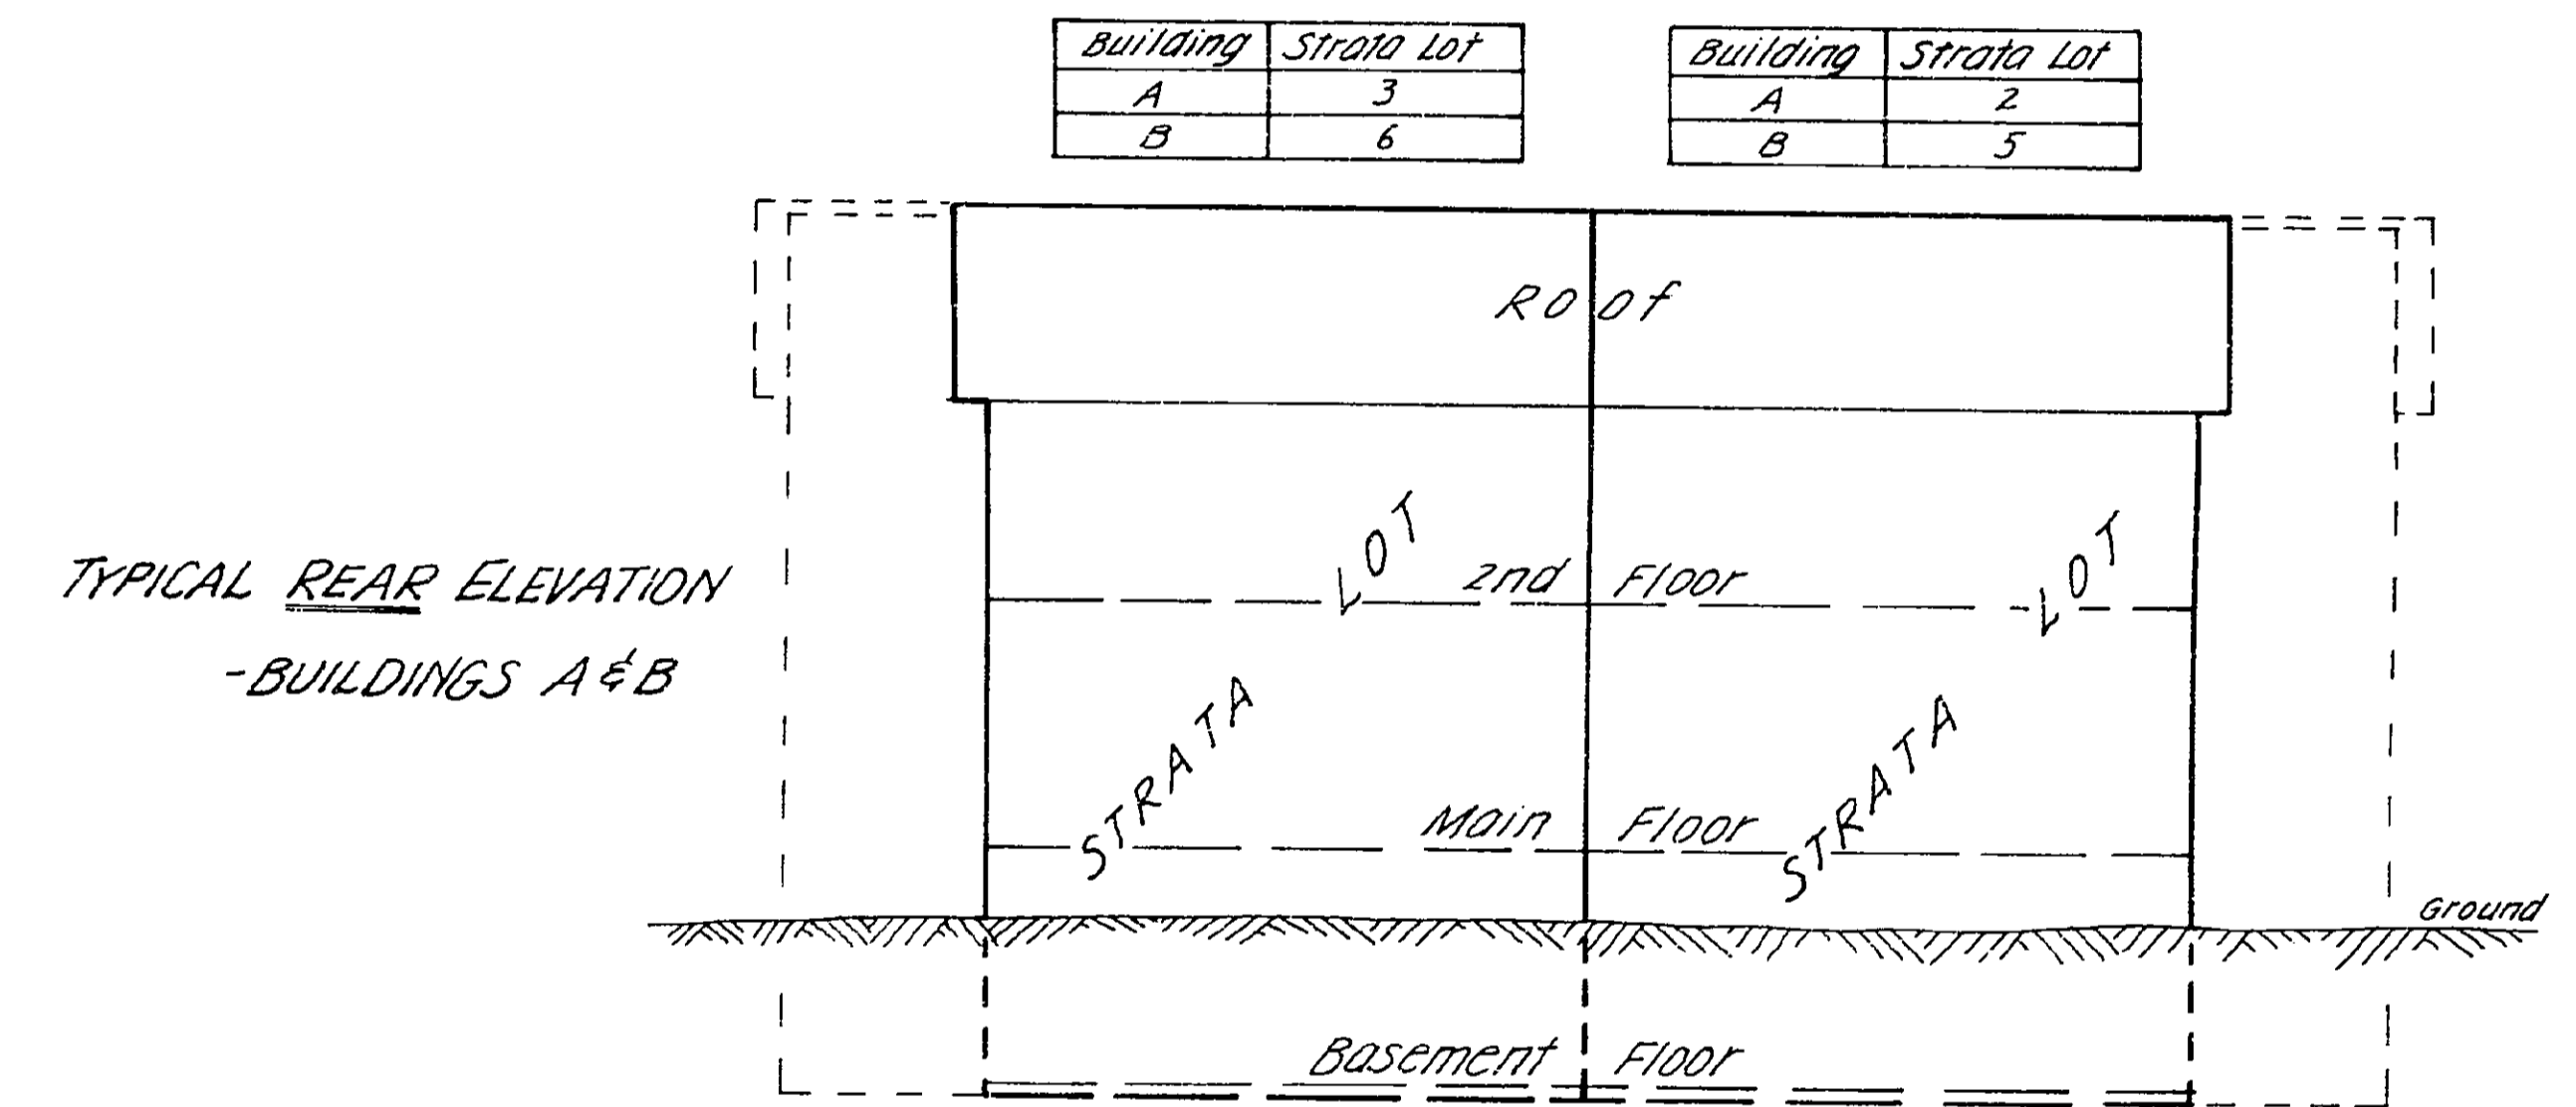 Building Strata Lot
A 3
B 6
Building Strata Lot
A 2
B 5
Roof
TYPICAL REAR ELEVATION
-BUILDINGS A & B
STRATA LOT
STRATA LOT
2nd Floor
Main Floor
Ground
Basement Floor